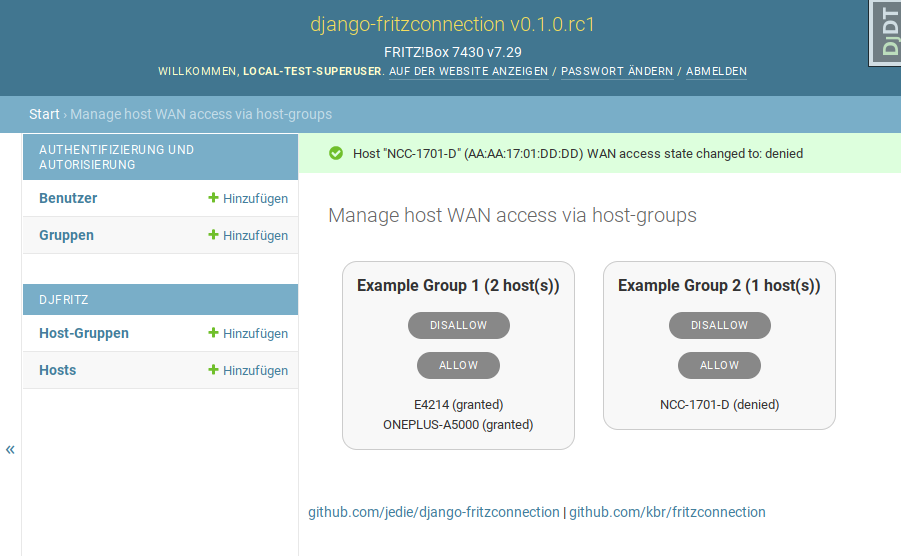 django-fritzconnection v0.1.0.rc1
FRITZ!Box 7430 v7.29
WILLKOMMEN, LOCAL-TEST-SUPERUSER. AUF DER WEBSITE ANZEIGEN / PASSWORT ÄNDERN / ABMELDEN
DjDT
Start › Manage host WAN access via host-groups
AUTHENTIFIZIERUNG UND
AUTORISIERUNG
Benutzer + Hinzufügen
Gruppen + Hinzufügen
DJFRITZ
Host-Gruppen + Hinzufügen
Hosts + Hinzufügen
«
Host "NCC-1701-D" (AA:AA:17:01:DD:DD) WAN access state changed to: denied
Manage host WAN access via host-groups
Example Group 1 (2 host(s))
DISALLOW
ALLOW
E4214 (granted)
ONEPLUS-A5000 (granted)
Example Group 2 (1 host(s))
DISALLOW
ALLOW
NCC-1701-D (denied)
github.com/jedie/django-fritzconnection | github.com/kbr/fritzconnection